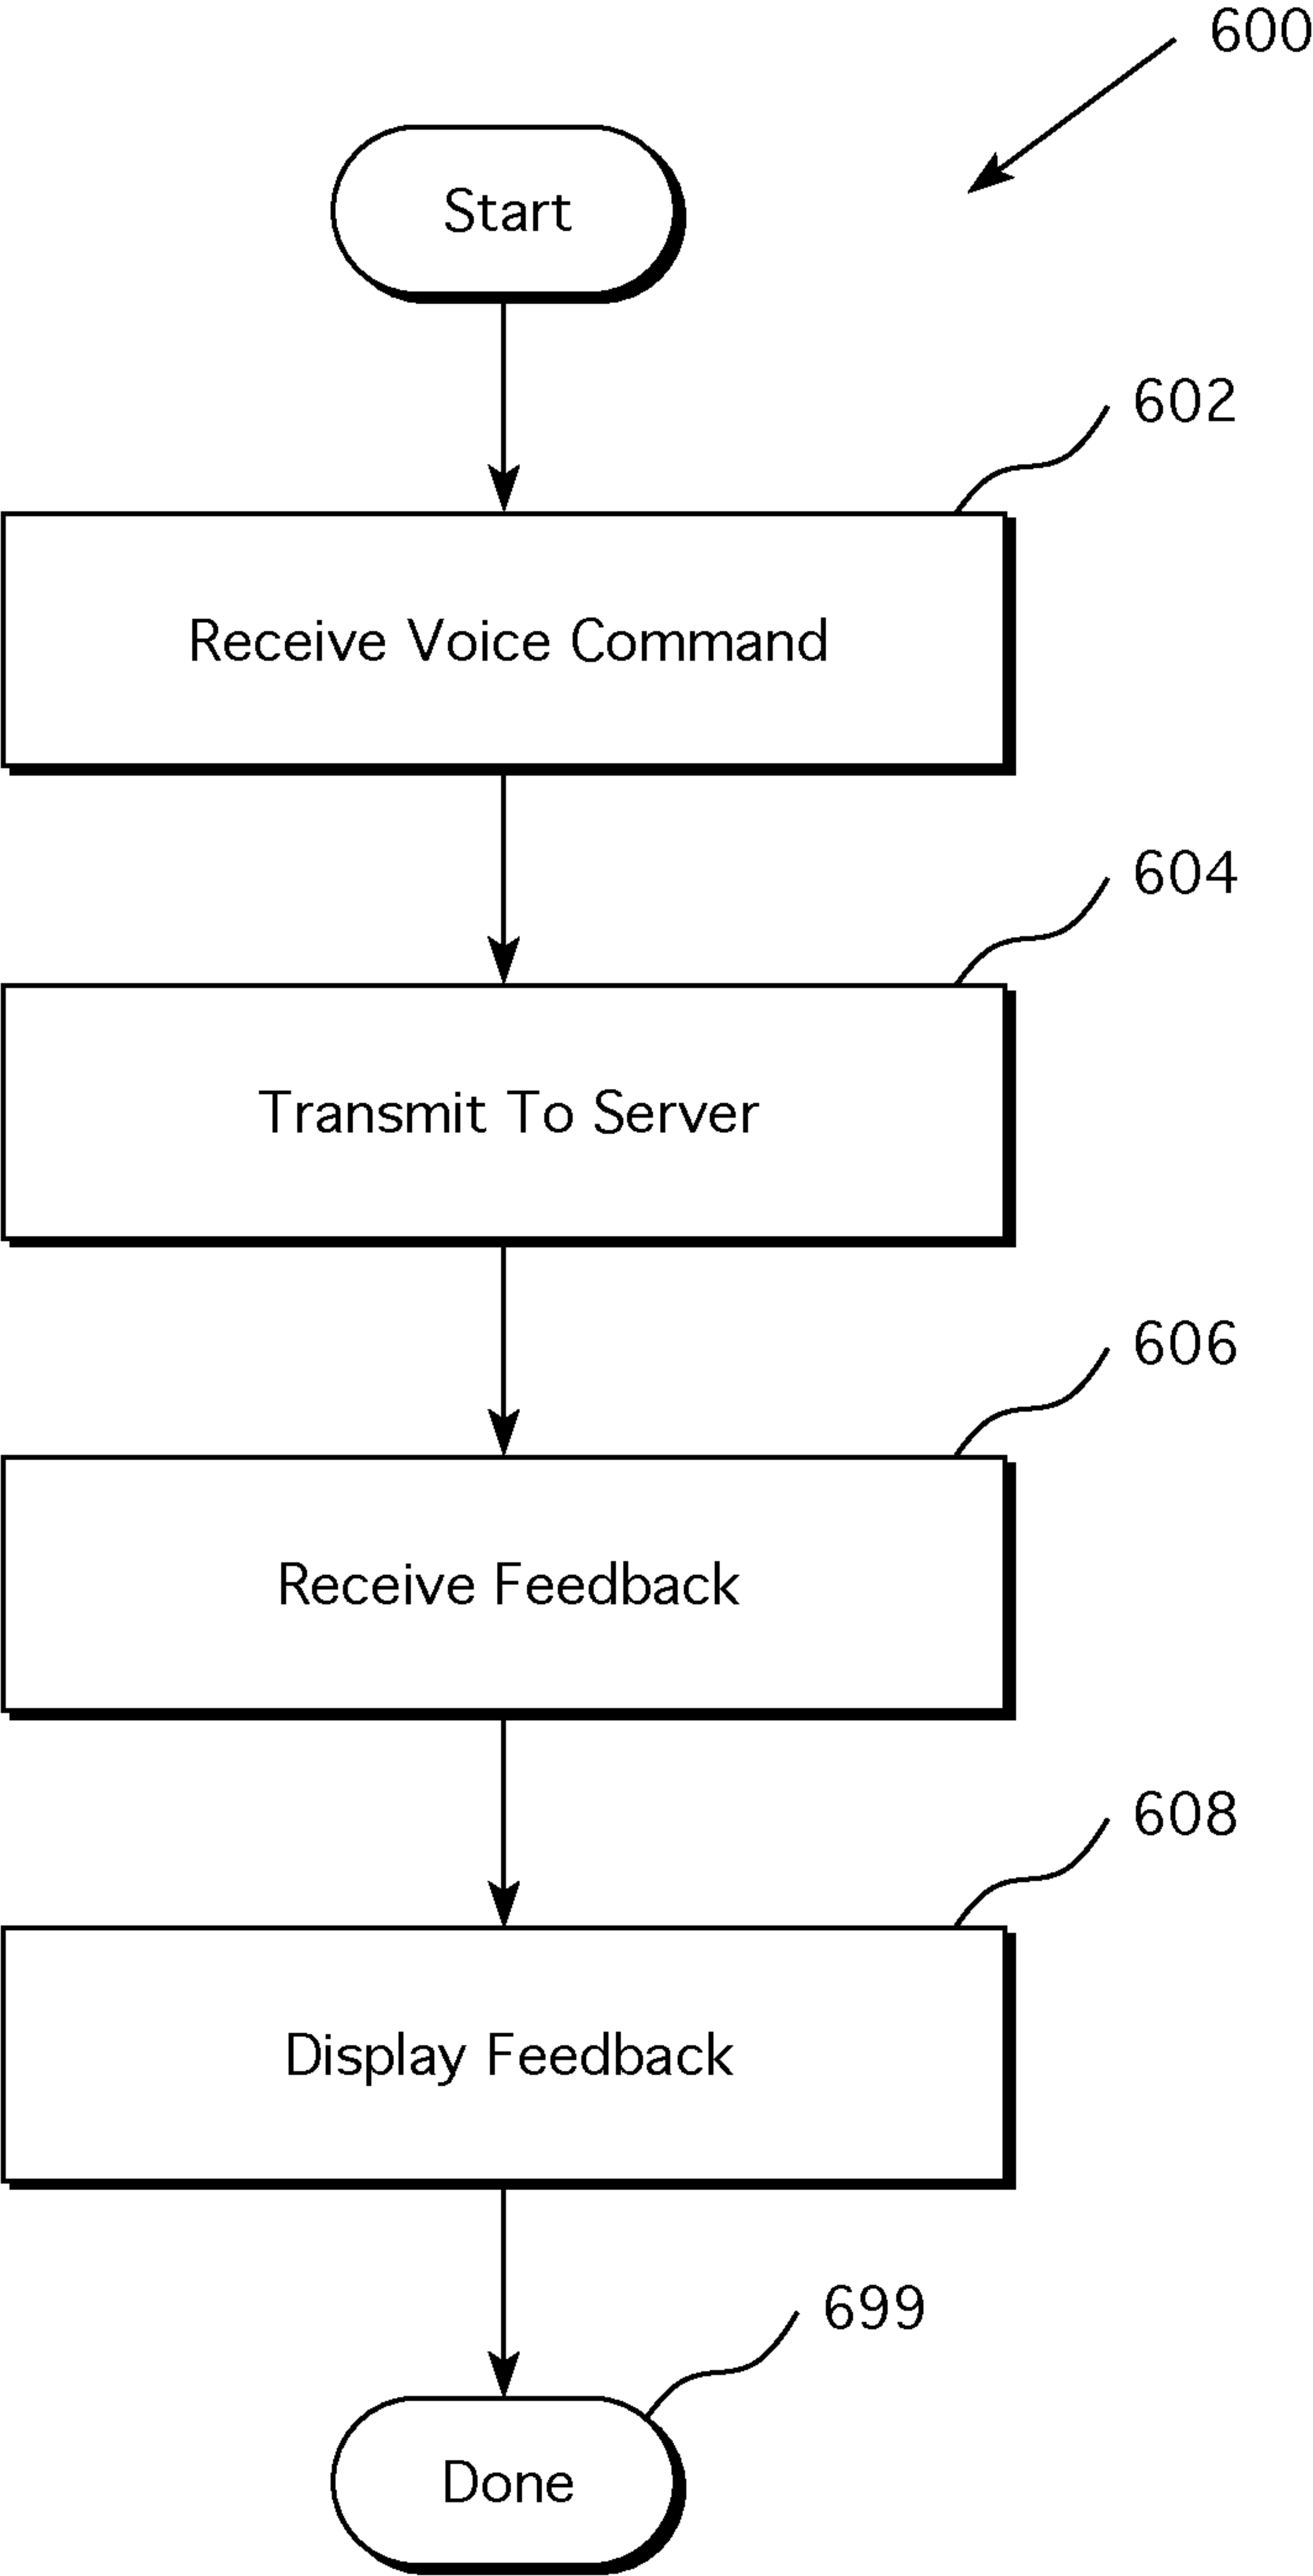 600
Start
602
Receive Voice Command
604
Transmit To Server
606
Receive Feedback
608
Display Feedback
699
Done